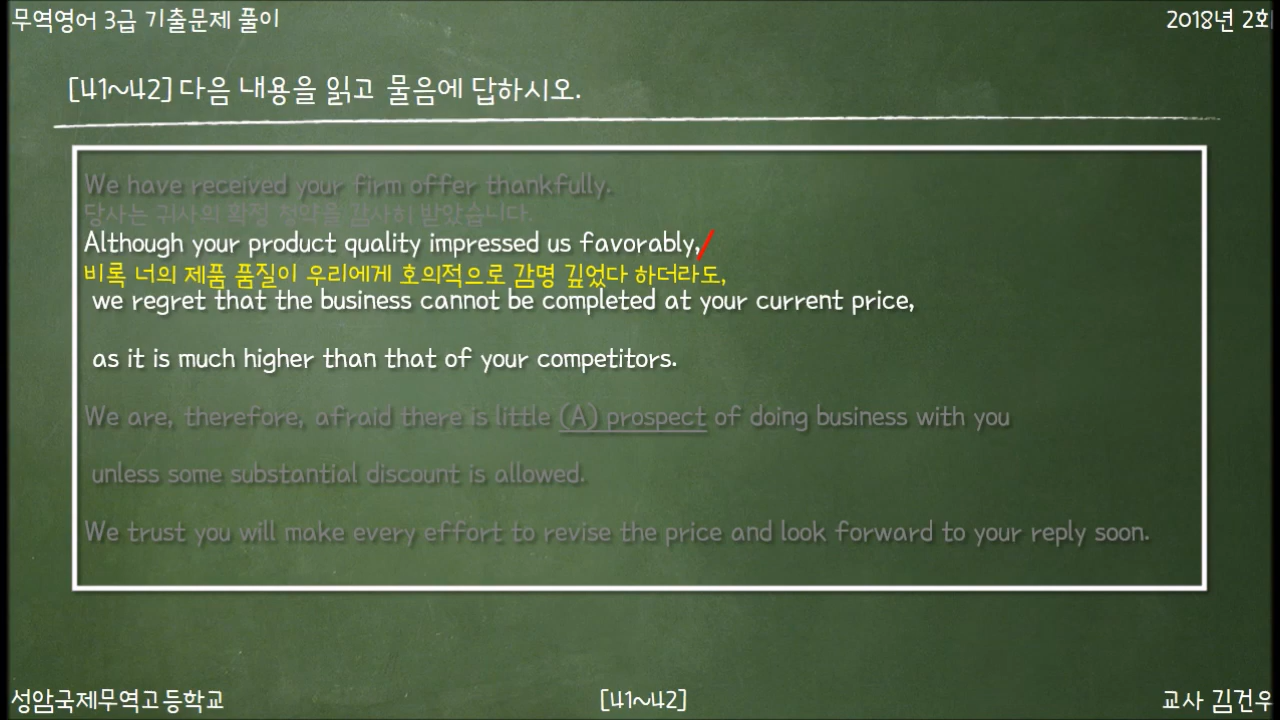 무역영어 3급 기출문제 풀이
2018년 2회
[41~42] 다음 내용을 읽고 물음에 답하시오.
We have received your firm offer thankfully.
당사는 귀사의 확정 청약을 감사히 받았습니다.
Although your product quality impressed us favorably,/
비록 너의 제품 품질이 우리에게 호의적으로 감명 깊었다 하더라도,
we regret that the business cannot be completed at your current price,
as it is much higher than that of your competitors.
We are, therefore, afraid there is little (A) prospect of doing business with you
unless some substantial discount is allowed.
We trust you will make every effort to revise the price and look forward to your reply soon.
성암국제무역고등학교
[41~42]
교사 김건우